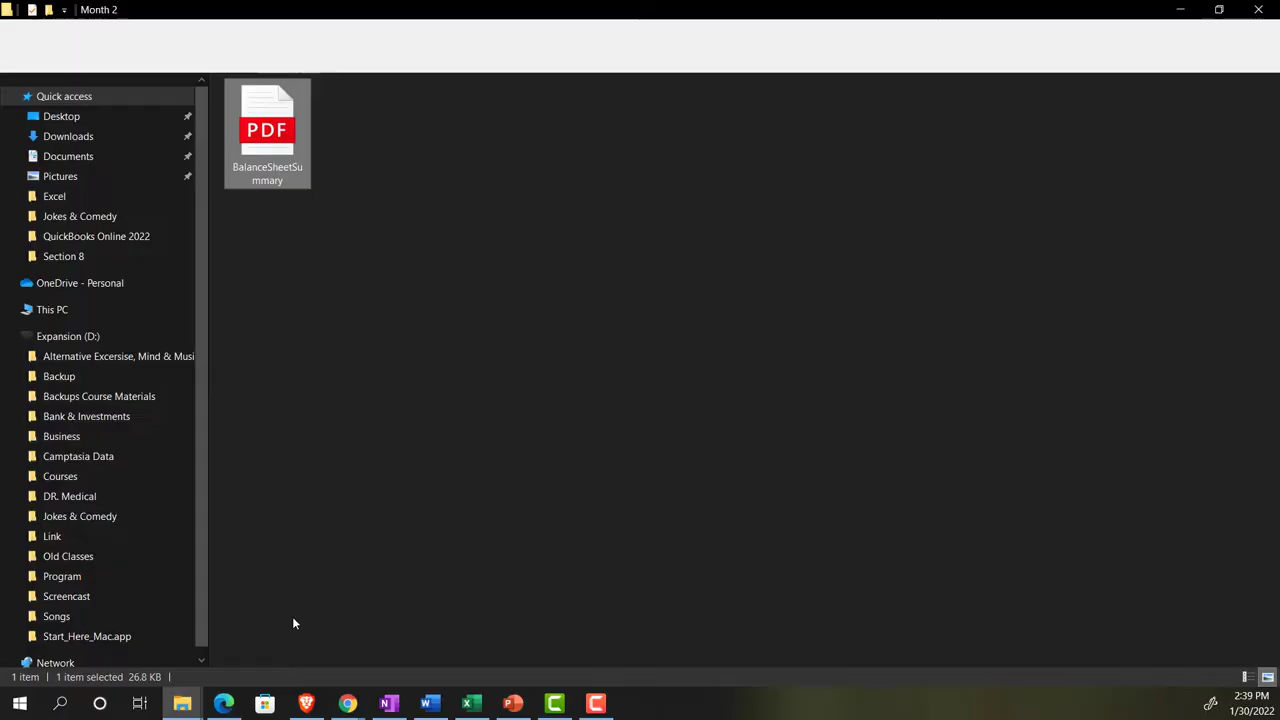 Month 2
Quick access
Desktop
Downloads
Documents
Pictures
Excel
Jokes & Comedy
QuickBooks Online 2022
Section 8
OneDrive - Personal
This PC
Expansion (D:)
Alternative Excersise, Mind & Musi
Backup
Backups Course Materials
Bank & Investments
Business
Camptasia Data
Courses
DR. Medical
Jokes & Comedy
Link
Old Classes
Program
Screencast
Songs
Start_Here_Mac.app
Network
PDF
BalanceSheetSu
mmary
1 item 1 item selected 26.8 KB
2:39 PM
1/30/2022